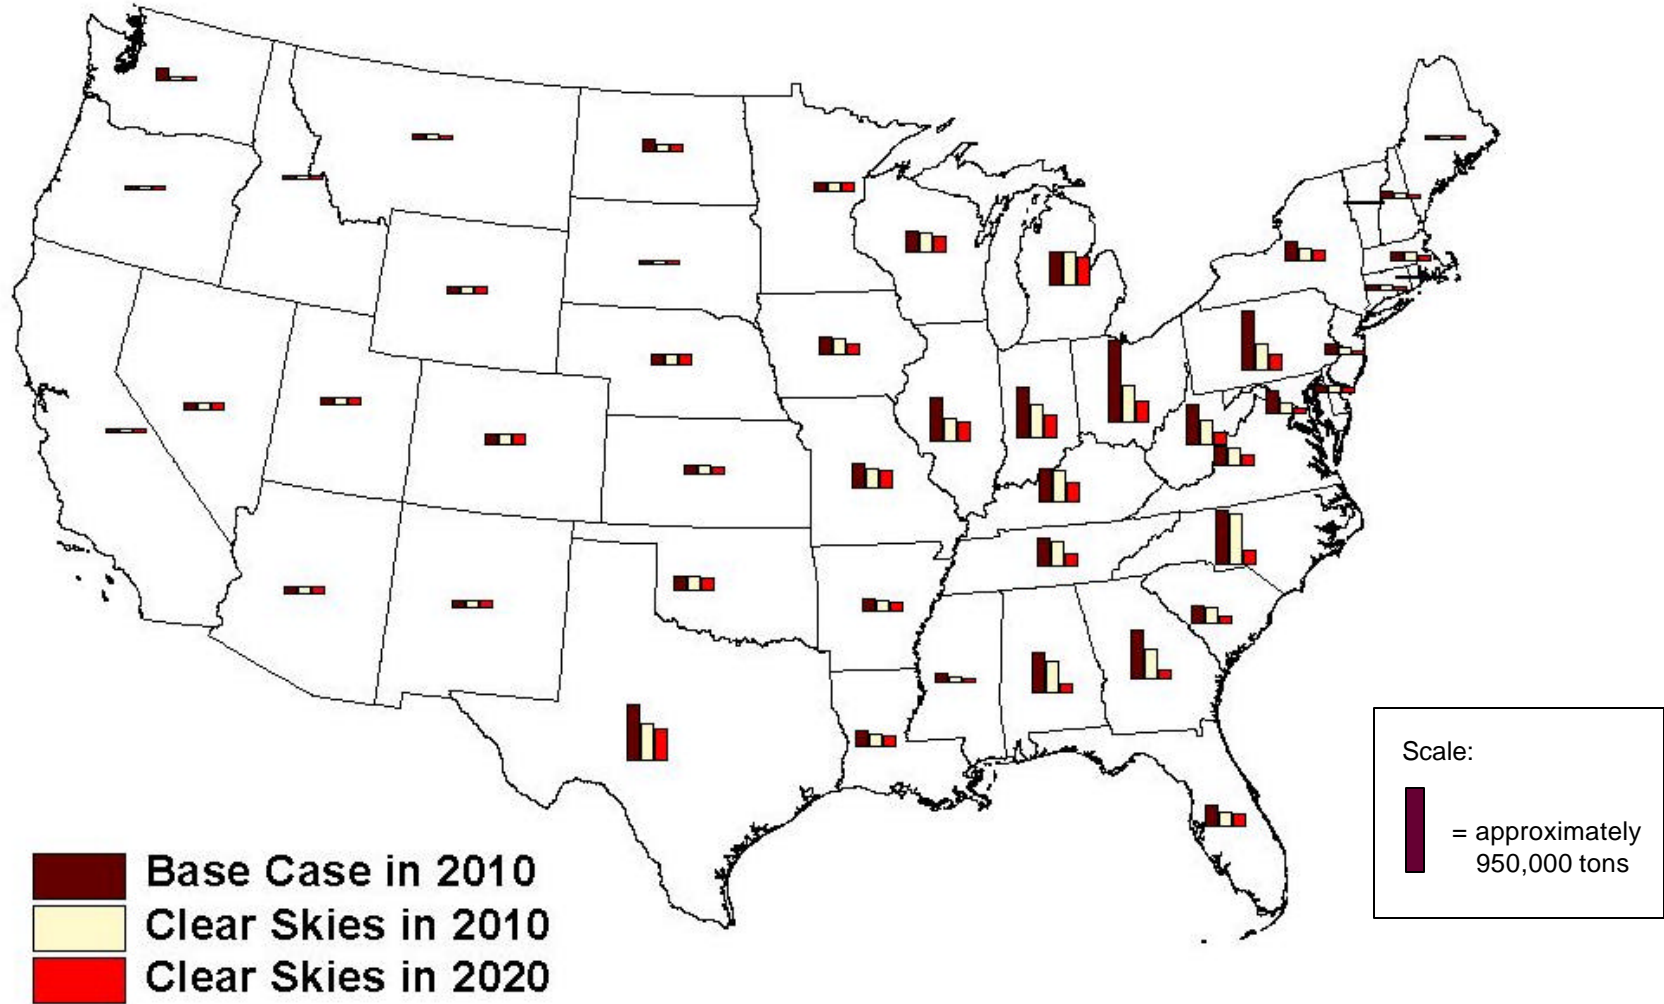 Scale:
= approximately
950,000 tons
Base Case in 2010
Clear Skies in 2010
Clear Skies in 2020